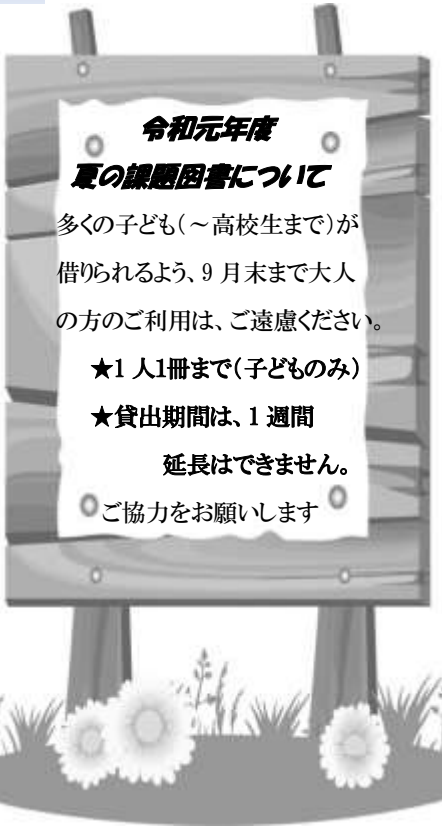 令和元年度
夏の課題図書について
多くの子ども(～高校生まで)が
借りられるよう、9月末まで大人
の方のご利用は、ご遠慮ください。
★1人1冊まで(子どものみ)
★貸出期間は、1週間
延長はできません。
ご協力をお願いします